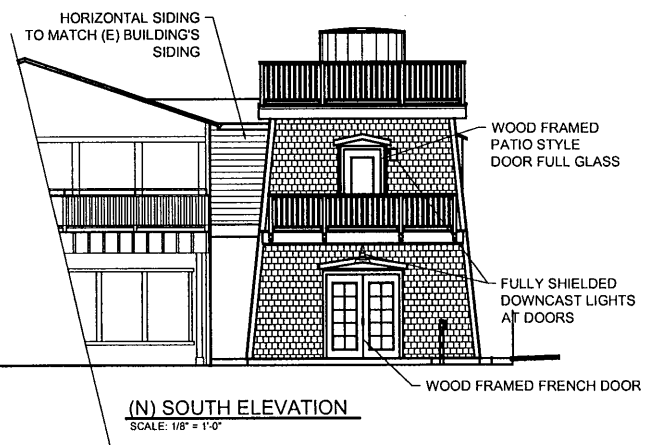 HORIZONTAL SIDING
TO MATCH (E) BUILDING'S
SIDING
WOOD FRAMED
PATIO STYLE
DOOR FULL GLASS
FULLY SHIELDED
DOWNCAST LIGHTS
AT DOORS
WOOD FRAMED FRENCH DOOR
(N) SOUTH ELEVATION
SCALE: 1/8" = 1'-0"